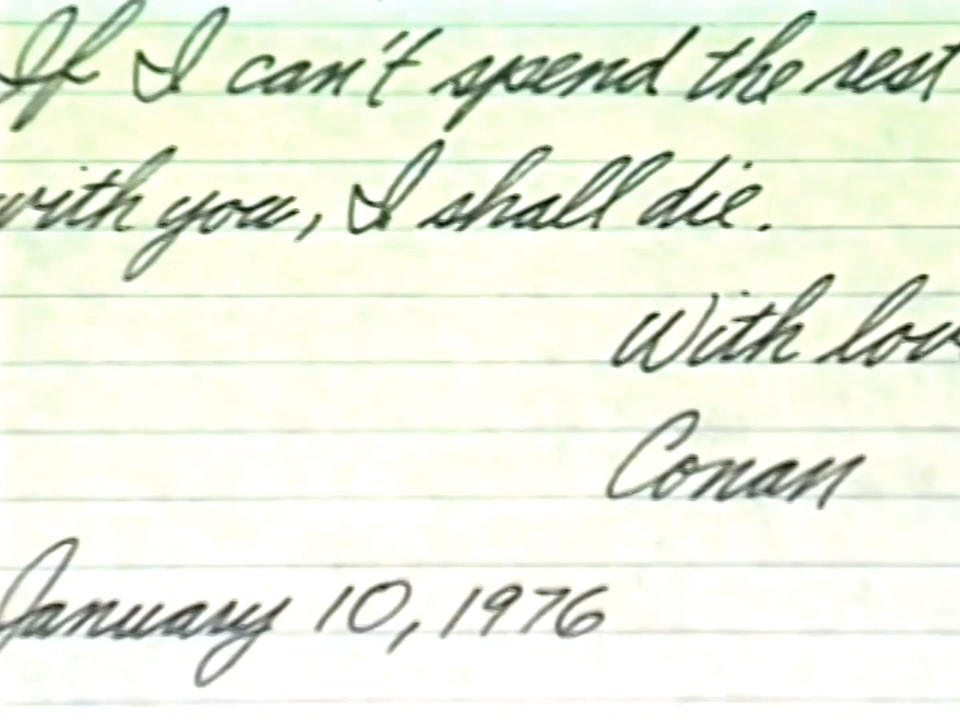 If I can't spend the rest
with you, I shall die.
With lov
Conan
January 10, 1976